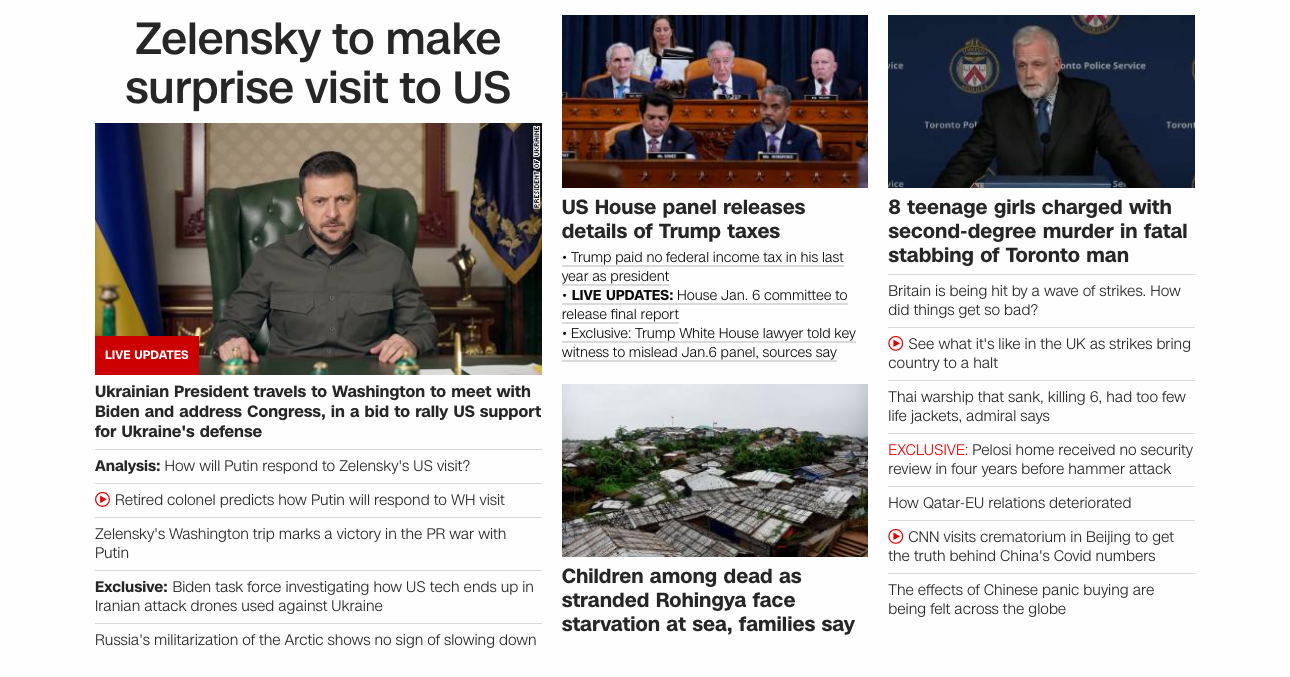 Zelensky to make
surprise visit to US
PRESIDENT OF UKRAINE
LIVE UPDATES
Ukrainian President travels to Washington to meet with
Biden and address Congress, in a bid to rally US support
for Ukraine's defense
Analysis: How will Putin respond to Zelensky's US visit?
Retired colonel predicts how Putin will respond to WH visit
Zelensky's Washington trip marks a victory in the PR war with
Putin
Exclusive: Biden task force investigating how US tech ends up in
Iranian attack drones used against Ukraine
Russia's militarization of the Arctic shows no sign of slowing down
US House panel releases
details of Trump taxes
• Trump paid no federal income tax in his last
year as president
• LIVE UPDATES: House Jan. 6 committee to
release final report
• Exclusive: Trump White House lawyer told key
witness to mislead Jan.6 panel, sources say
Children among dead as
stranded Rohingya face
starvation at sea, families say
vice
onto Police Service
Toronto Pol
Toron
vice
Se
8 teenage girls charged with
second-degree murder in fatal
stabbing of Toronto man
Britain is being hit by a wave of strikes. How
did things get so bad?
See what it's like in the UK as strikes bring
country to a halt
Thai warship that sank, killing 6, had too few
life jackets, admiral says
EXCLUSIVE: Pelosi home received no security
review in four years before hammer attack
How Qatar-EU relations deteriorated
CNN visits crematorium in Beijing to get
the truth behind China's Covid numbers
The effects of Chinese panic buying are
being felt across the globe